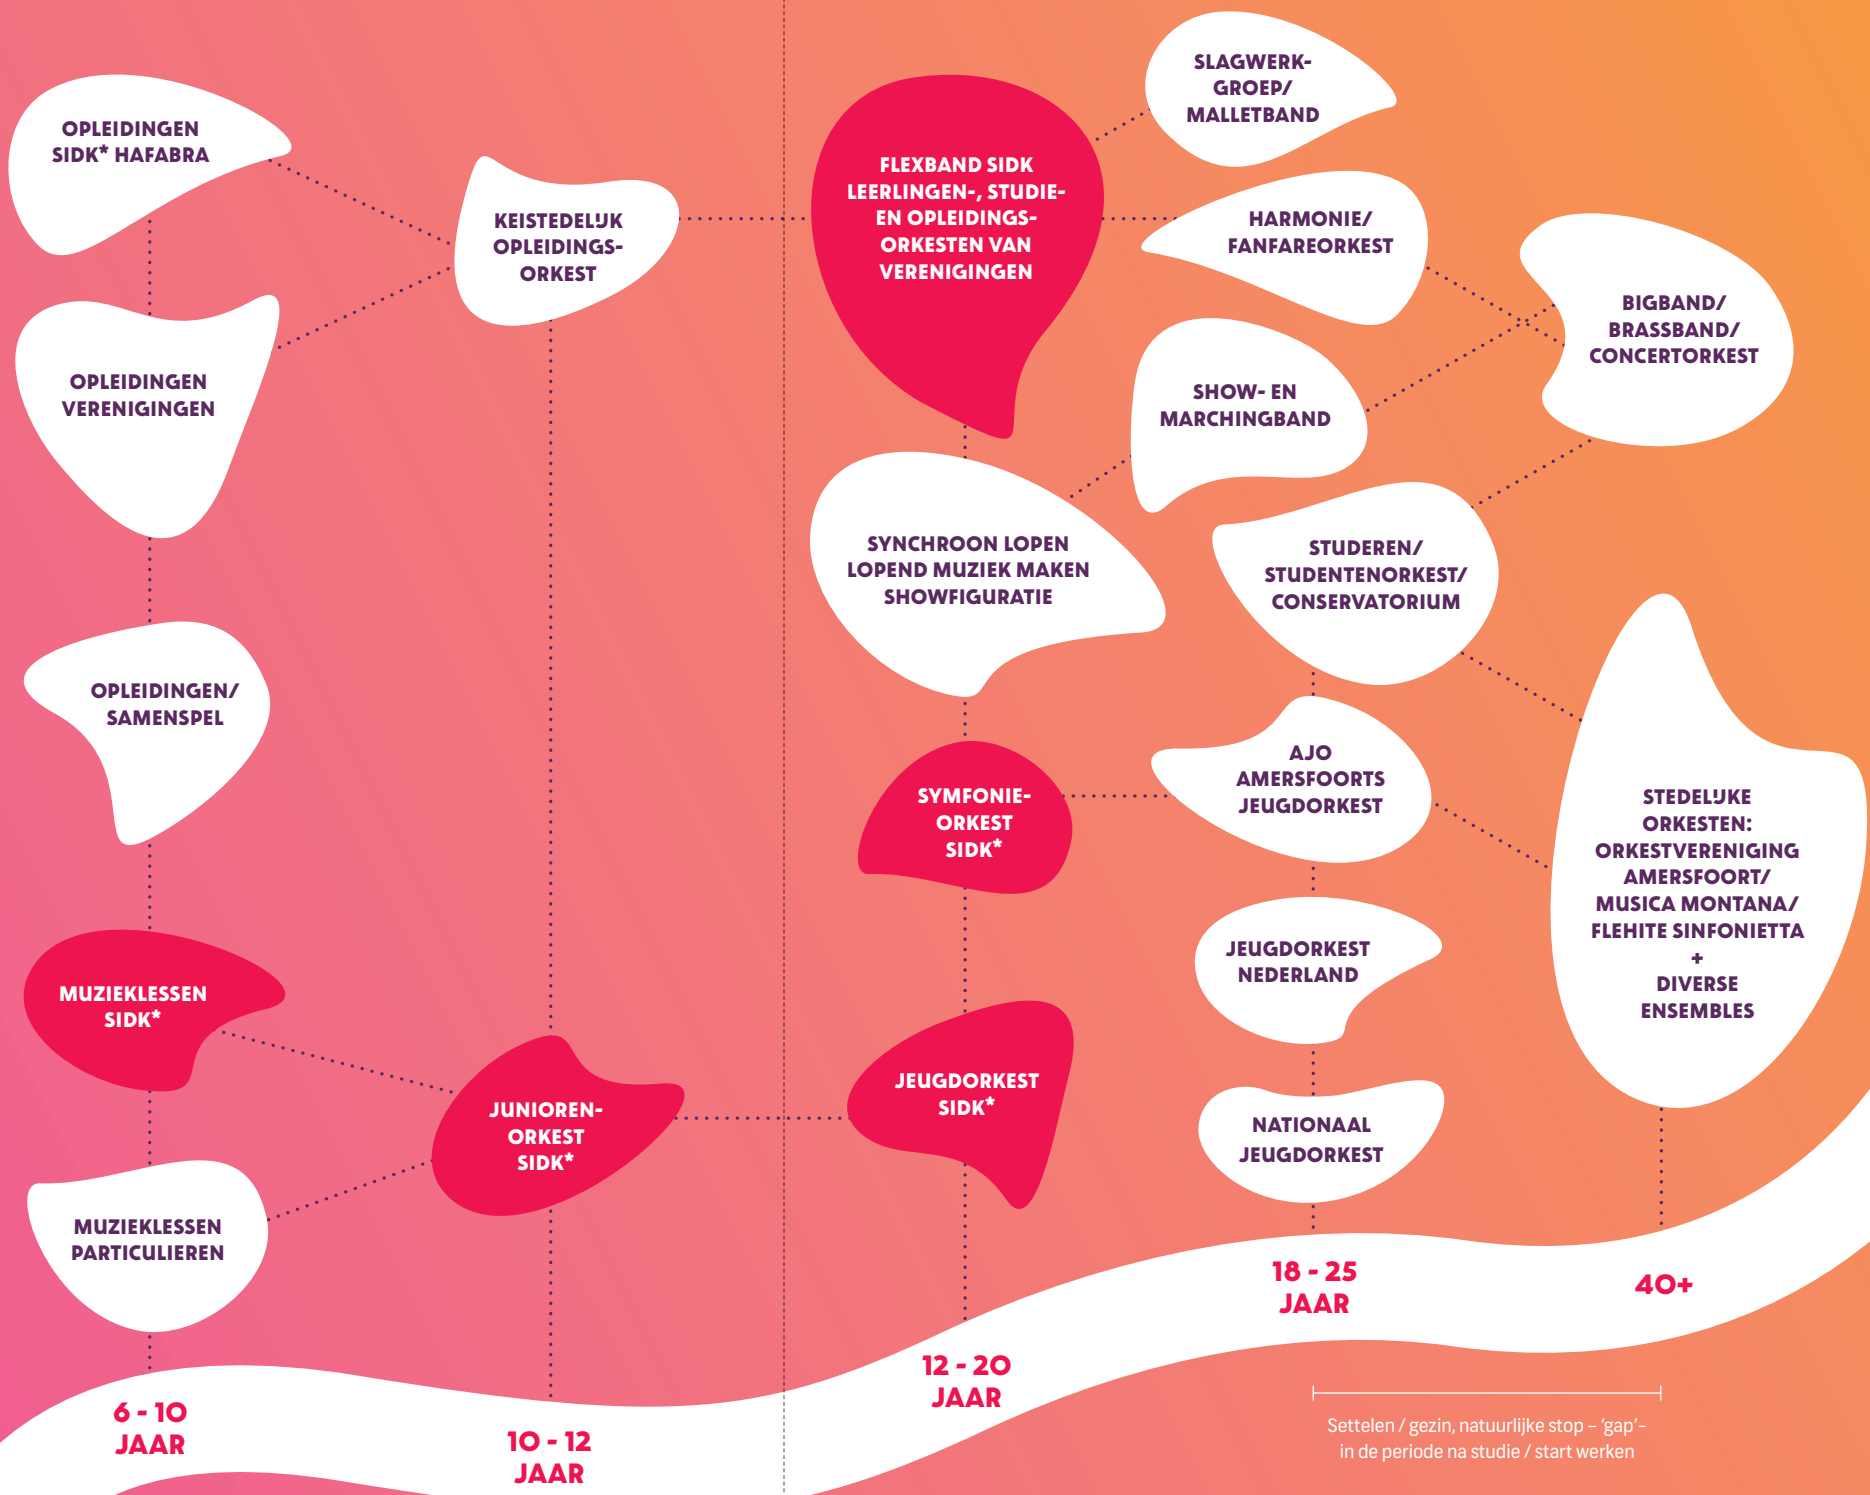 OPLEIDINGEN
SIDK* HAFABRA
OPLEIDINGEN
VERENIGINGEN
OPLEIDINGEN/
SAMENSPEL
MUZIEKLESSEN
SIDK*
MUZIEKLESSEN
PARTICULIEREN
6 - 10
JAAR
KEISTEDELIJK
OPLEIDINGS-
ORKEST
JUNIOREN-
ORKEST
SIDK*
10 - 12
JAAR
FLEXBAND SIDK
LEERLINGEN-, STUDIE-
EN OPLEIDINGS-
ORKESTEN VAN
VERENIGINGEN
SYNCHROON LOPEN
LOPEND MUZIEK MAKEN
SHOWFIGURATIE
SYMFONIE-
ORKEST
SIDK*
JEUGDORKEST
SIDK*
12 - 20
JAAR
SLAGWERK-
GROEP/
MALLETBAND
HARMONIE/
FANFAREORKEST
SHOW- EN
MARCHINGBAND
STUDEREN/
STUDENTENORKEST/
CONSERVATORIUM
AJO
AMERSFOORTS
JEUGDORKEST
JEUGDORKEST
NEDERLAND
NATIONAAL
JEUGDORKEST
18 - 25
JAAR
BIGBAND/
BRASSBAND/
CONCERTORKEST
STEDELIJKE
ORKESTEN:
ORKESTVERENIGING
AMERSFOORT/
MUSICA MONTANA/
FLEHITE SINFONIETTA
+
DIVERSE
ENSEMBLES
40+
Settelen / gezin, natuurlijke stop – ‘gap’-
in de periode na studie / start werken